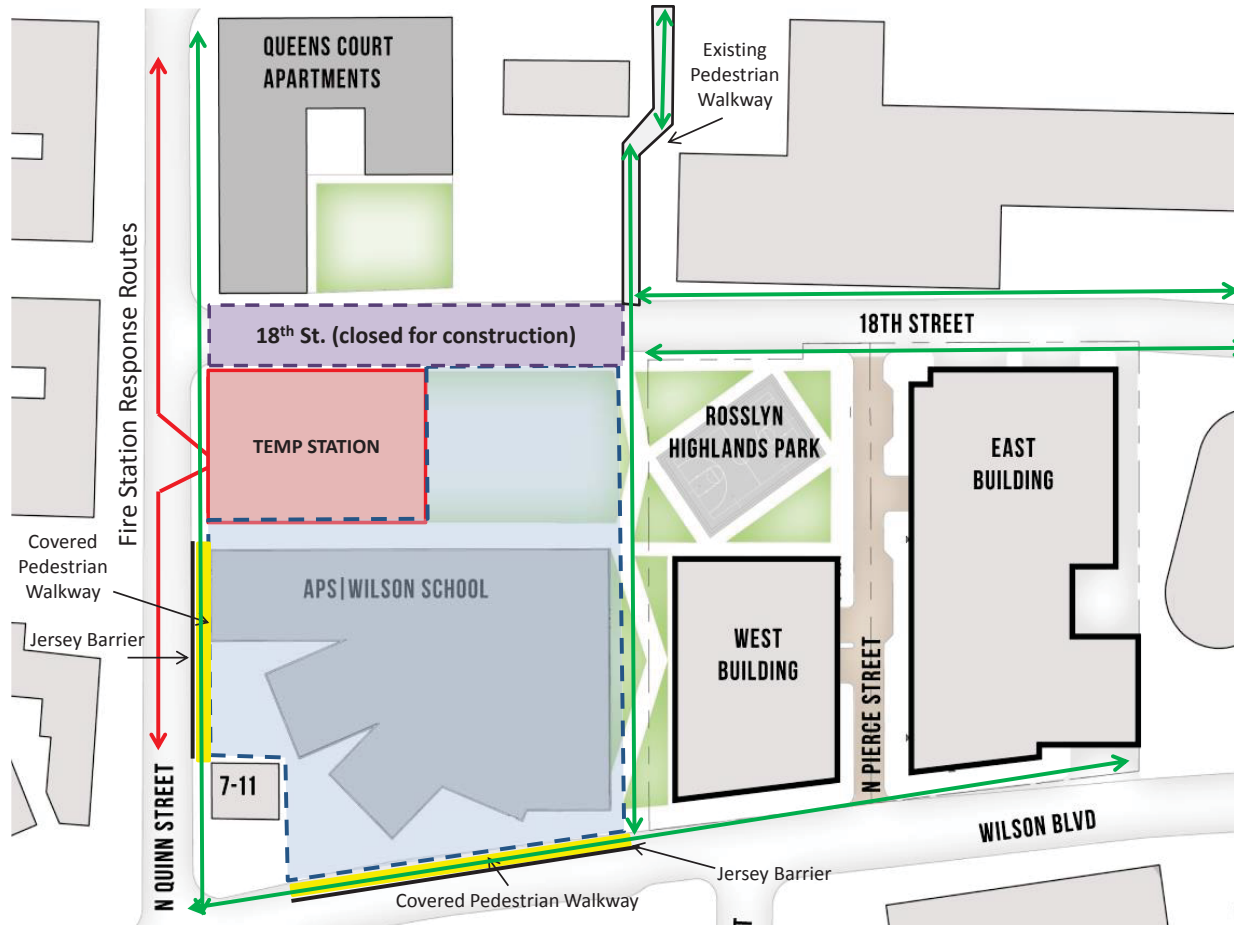 QUEENS COURT
APARTMENTS
Existing
Pedestrian
Walkway
Fire Station Response Routes
18th St. (closed for construction)
18TH STREET
TEMP STATION
ROSSLYN
HIGHLANDS PARK
EAST
BUILDING
Covered
Pedestrian
Walkway
APS|WILSON SCHOOL
Jersey Barrier
WEST
BUILDING
N PIERCE STREET
7-11
N QUINN STREET
WILSON BLVD
Jersey Barrier
Covered Pedestrian Walkway